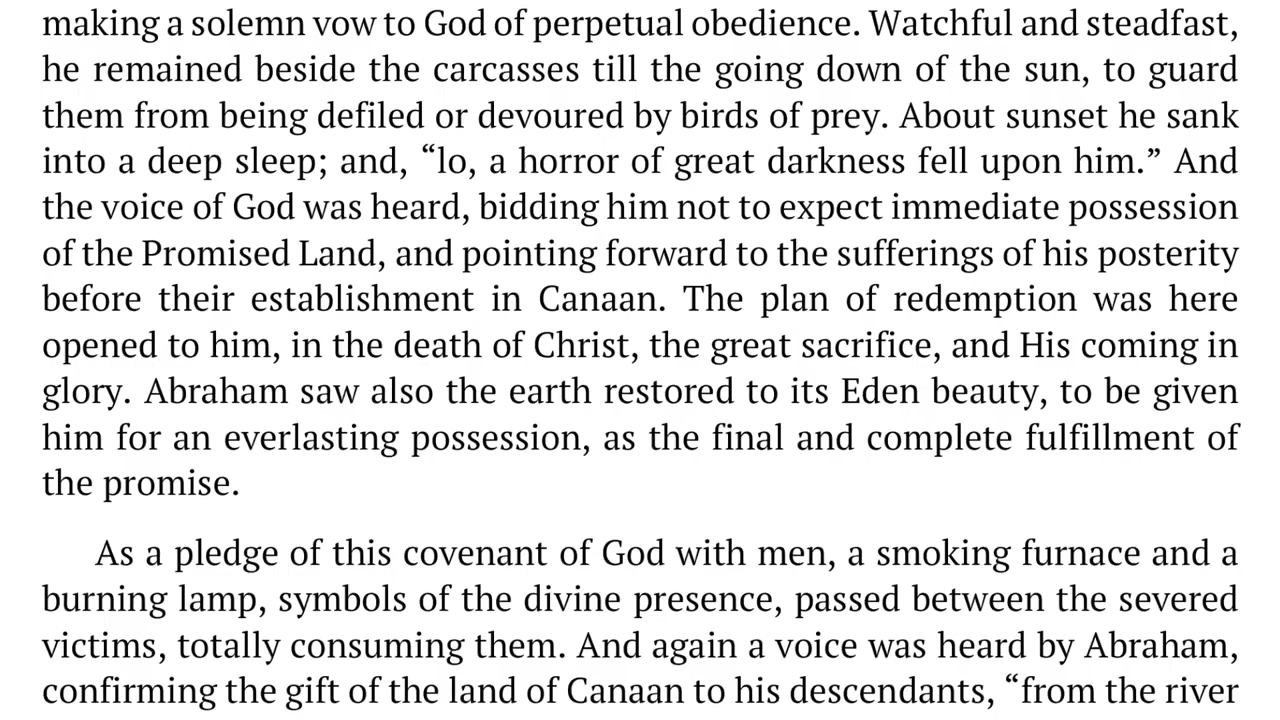 making a solemn vow to God of perpetual obedience. Watchful and steadfast,
he remained beside the carcasses till the going down of the sun, to guard
them from being defiled or devoured by birds of prey. About sunset he sank
into a deep sleep; and, “lo, a horror of great darkness fell upon him.” And
the voice of God was heard, bidding him not to expect immediate possession
of the Promised Land, and pointing forward to the sufferings of his posterity
before their establishment in Canaan. The plan of redemption was here
opened to him, in the death of Christ, the great sacrifice, and His coming in
glory. Abraham saw also the earth restored to its Eden beauty, to be given
him for an everlasting possession, as the final and complete fulfillment of
the promise.
As a pledge of this covenant of God with men, a smoking furnace and a
burning lamp, symbols of the divine presence, passed between the severed
victims, totally consuming them. And again a voice was heard by Abraham,
confirming the gift of the land of Canaan to his descendants, “from the river